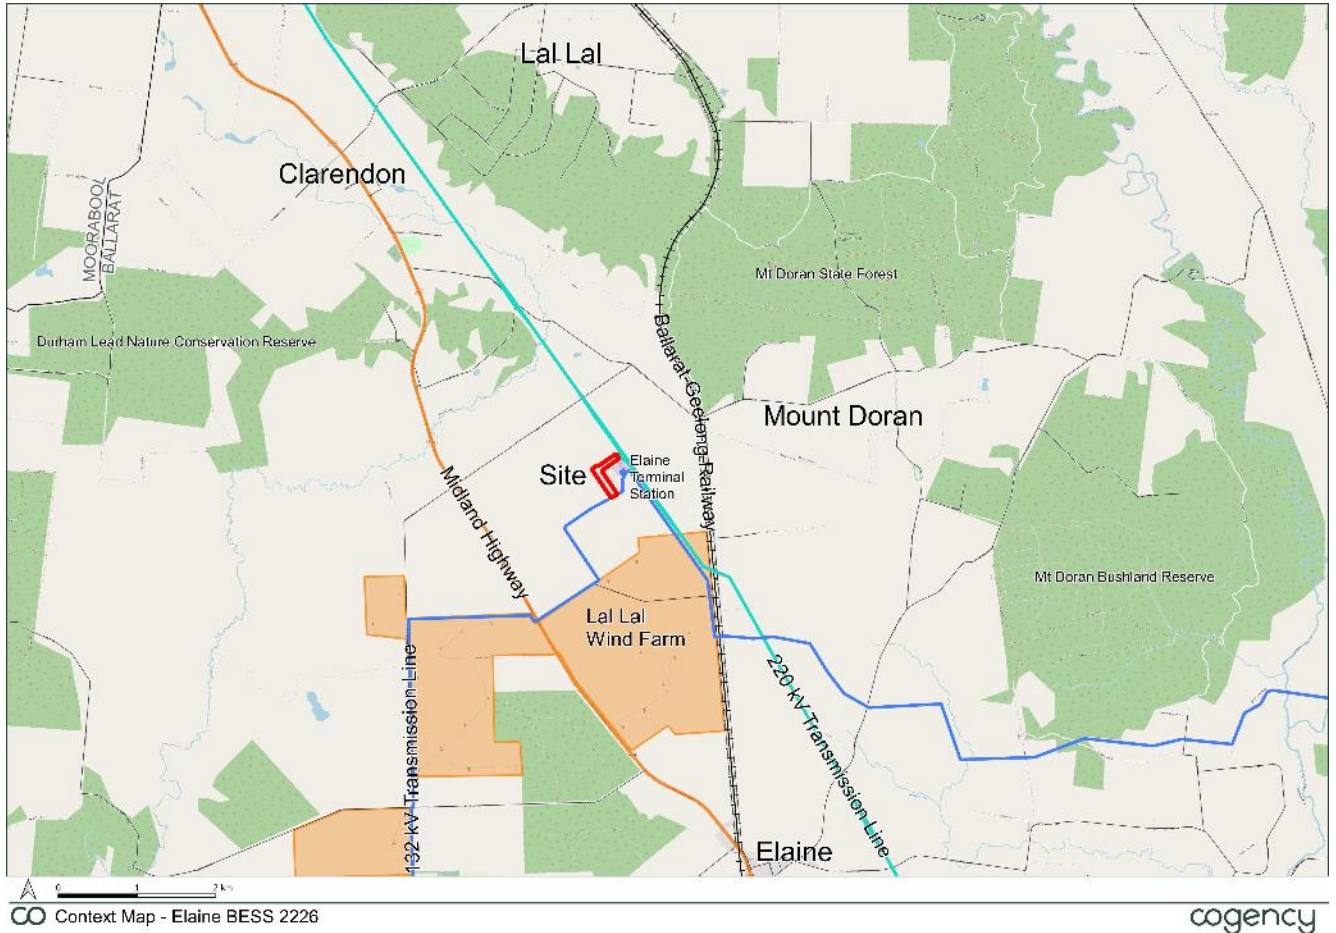 Lal Lal
Clarendon
MOORABOOL
BALLARAT
Mt Doran State Forest
Durham Lead Nature Conservation Reserve
Ballarat-Geelong Railway
Mount Doran
Site
Elaine
Terminal
Station
Midland Highway
Mt Doran Bushland Reserve
Lal Lal
Wind Farm
132 kV Transmission Line
220 kV Transmission Line
Elaine
0 1 2 km
CO Context Map - Elaine BESS 2226
cogency